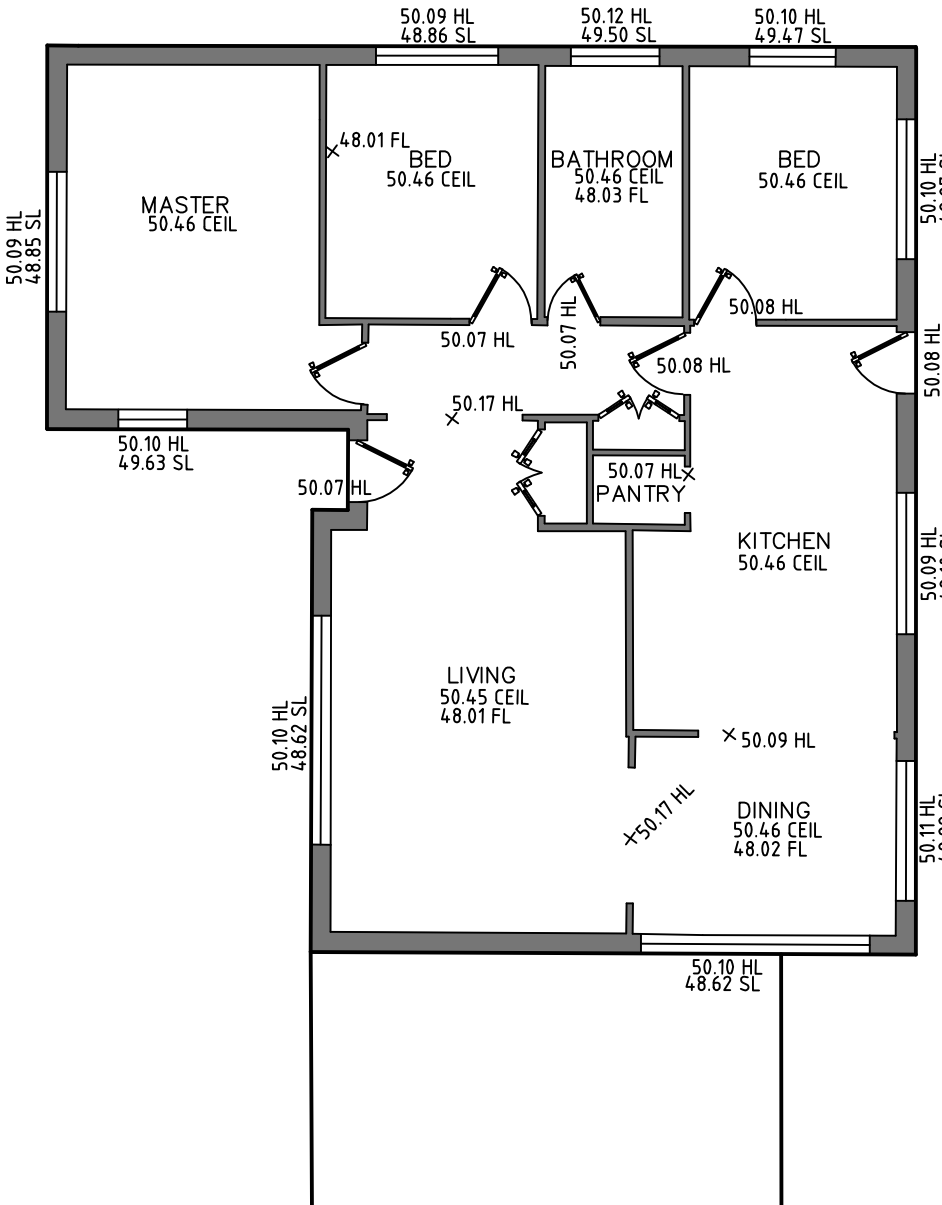 50.09 HL
48.86 SL
50.12 HL
49.50 SL
50.10 HL
49.47 SL
48.01 FL
BED
50.46 CEIL
BATHROOM
50.46 CEIL
48.03 FL
BED
50.46 CEIL
50.10 HL
MASTER
50.46 CEIL
50.09 HL
48.85 SL
50.07 HL
50.07 HL
50.08 HL
50.08 HL
50.08 HL
50.17 HL
50.10 HL
49.63 SL
50.07 HL
50.07 HL
PANTRY
KITCHEN
50.46 CEIL
50.09 HL
LIVING
50.45 CEIL
48.01 FL
50.10 HL
48.62 SL
50.09 HL
50.17 HL
DINING
50.46 CEIL
48.02 FL
50.11 HL
50.10 HL
48.62 SL